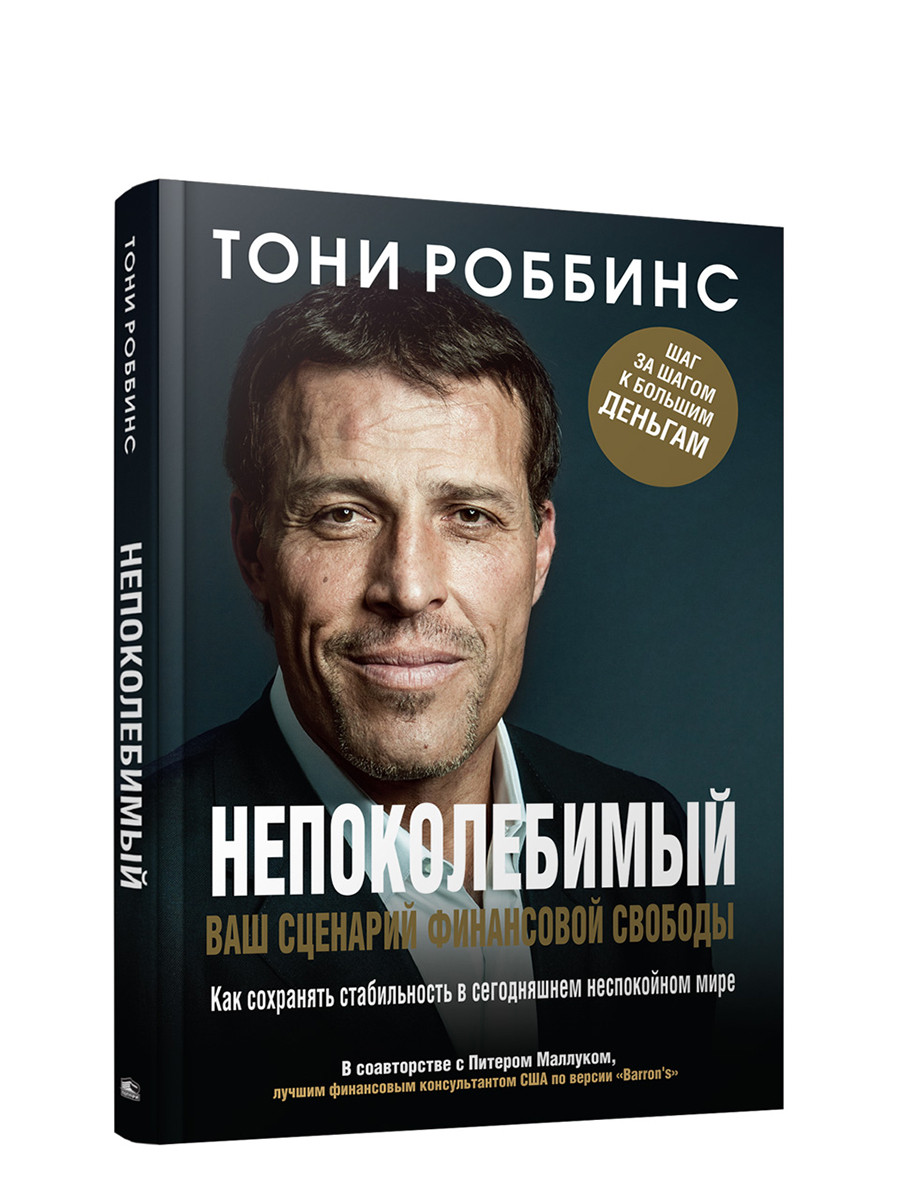 ТОНИ РОББИНС
ШАГ
ЗА ШАГОМ
К БОЛЬШИМ
ДЕНЬГАМ
НЕПОКОЛЕБИМЫЙ
ВАШ СЦЕНАРИЙ ФИНАНСОВОЙ СВОБОДЫ
Как сохранять стабильность в сегодняшнем неспокойном мире
В соавторстве с Питером Маллуком,
лучшим финансовым консультантом США по версии «Barron's»
ТОНИ РОББИНС
НЕПОКОЛЕБИМЫЙ